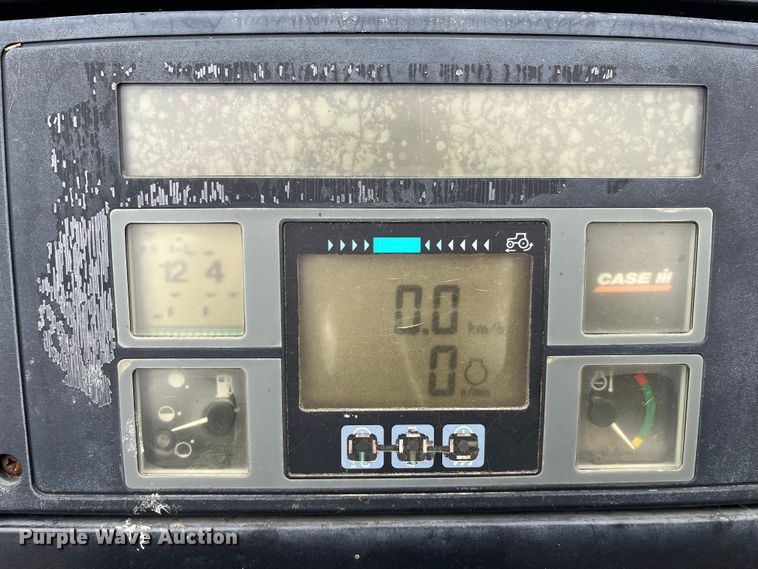 12 4
CASE IH
0.0 km/h
0 n/min
Purple Wave Auction